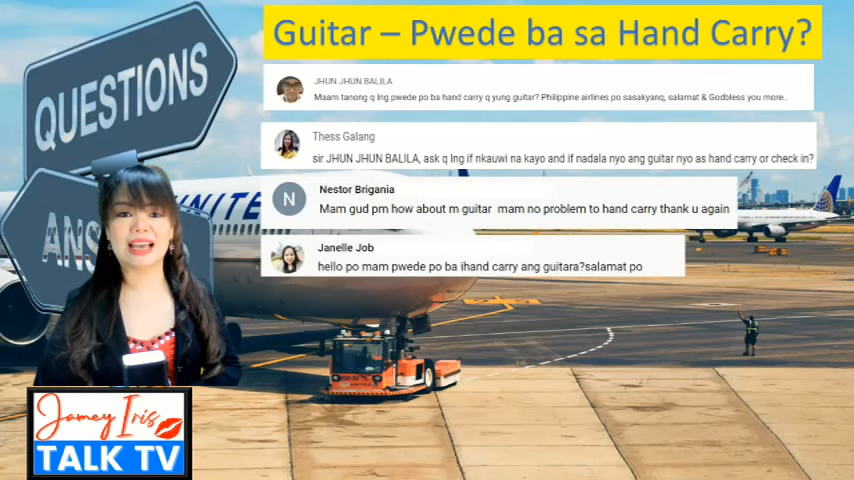 Guitar – Pwede ba sa Hand Carry?
QUESTIONS
JHUN JHUN BALILA
Maam tanong q lng pwede po ba hand carry q yung guitar? Philippine airlines po sasakyanq, salamat & Godbless you more..
Thess Galang
sir JHUN JHUN BALILA, ask q lng if nkauwi na kayo and if nadala nyo ang guitar nyo as hand carry or check in?
N
Nestor Brigania
Mam gud pm how about m guitar mam no problem to hand carry thank u again
Janelle Job
hello po mam pwede po ba ihand carry ang guitara?salamat po
ANS
UNITE
Jamey Iris
TALK TV